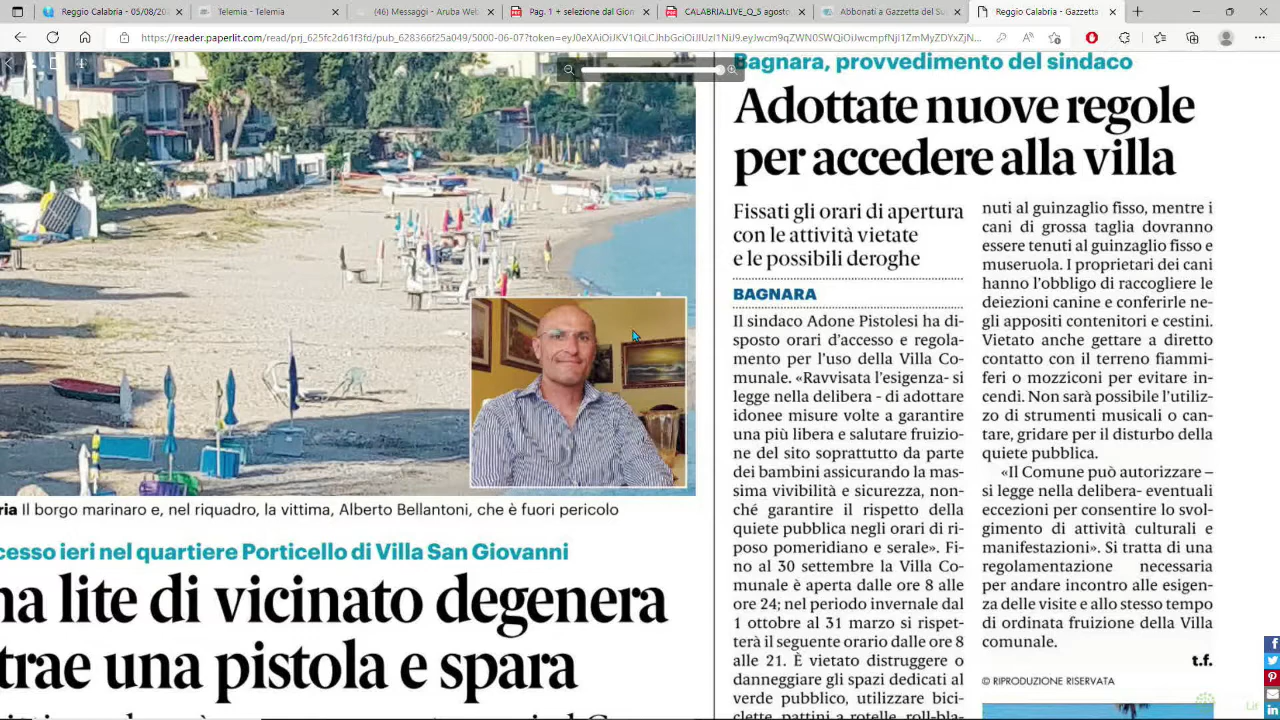 Reggio Calabria - 05/08/202
Telemia - Telemia
(46) Messaggi - Aruba Web
Pag. 1 + selezione dal Gior
CALABRIA.LIVE_O_5 agosto
Abbonati a Gazzetta del Su
Reggio Calabria - Gazzetta
Bagnara, provvedimento del sindaco
Adottate nuove regole
per accedere alla villa
Fissati gli orari di apertura
con le attività vietate
e le possibili deroghe
BAGNARA
Il sindaco Adone Pistolesi ha di-
sposto orari d'accesso e regola-
mento per l'uso della Villa Co-
munale. «Ravvisata l'esigenza- si
legge nella delibera - di adottare
idonee misure volte a garantire
una più libera e salutare fruizio-
ne del sito soprattutto da parte
dei bambini assicurando la mas-
sima vivibilità e sicurezza, non-
ché garantire il rispetto della
quiete pubblica negli orari di ri-
poso pomeridiano e serale». Fi-
no al 30 settembre la Villa Co-
munale è aperta dalle ore 8 alle
ore 24; nel periodo invernale dal
1 ottobre al 31 marzo si rispet-
terà il seguente orario dalle ore 8
alle 21. È vietato distruggere o
danneggiare gli spazi dedicati al
verde pubblico, utilizzare bici-
clette, pattini a rotelle, roll-bla-
nuti al guinzaglio fisso, mentre i
cani di grossa taglia dovranno
essere tenuti al guinzaglio fisso e
museruola. I proprietari dei cani
hanno l'obbligo di raccogliere le
deiezioni canine e conferirle ne-
gli appositi contenitori e cestini.
Vietato anche gettare a diretto
contatto con il terreno fiammi-
feri o mozziconi per evitare in-
cendi. Non sarà possibile l'utiliz-
zo di strumenti musicali o can-
tare, gridare per il disturbo della
quiete pubblica.
«Il Comune può autorizzare –
si legge nella delibera- eventuali
eccezioni per consentire lo svol-
gimento di attività culturali e
manifestazioni». Si tratta di una
regolamentazione necessaria
per andare incontro alle esigen-
za delle visite e allo stesso tempo
di ordinata fruizione della Villa
comunale.
t.f.
© RIPRODUZIONE RISERVATA
ria Il borgo marinaro e, nel riquadro, la vittima, Alberto Bellantoni, che è fuori pericolo
cesso ieri nel quartiere Porticello di Villa San Giovanni
na lite di vicinato degenera
trae una pistola e spara